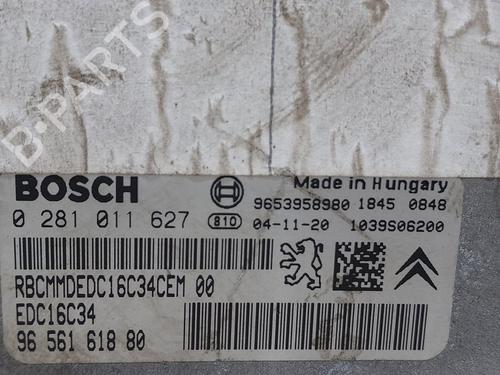 B-PARTS
BOSCH
Made in Hungary
9653958980 1845 0848
0 281 011 627 810 04-11-20 1039S06200
RBCMMDEDC16C34CEM 00
EDC16C34
96 561 618 80